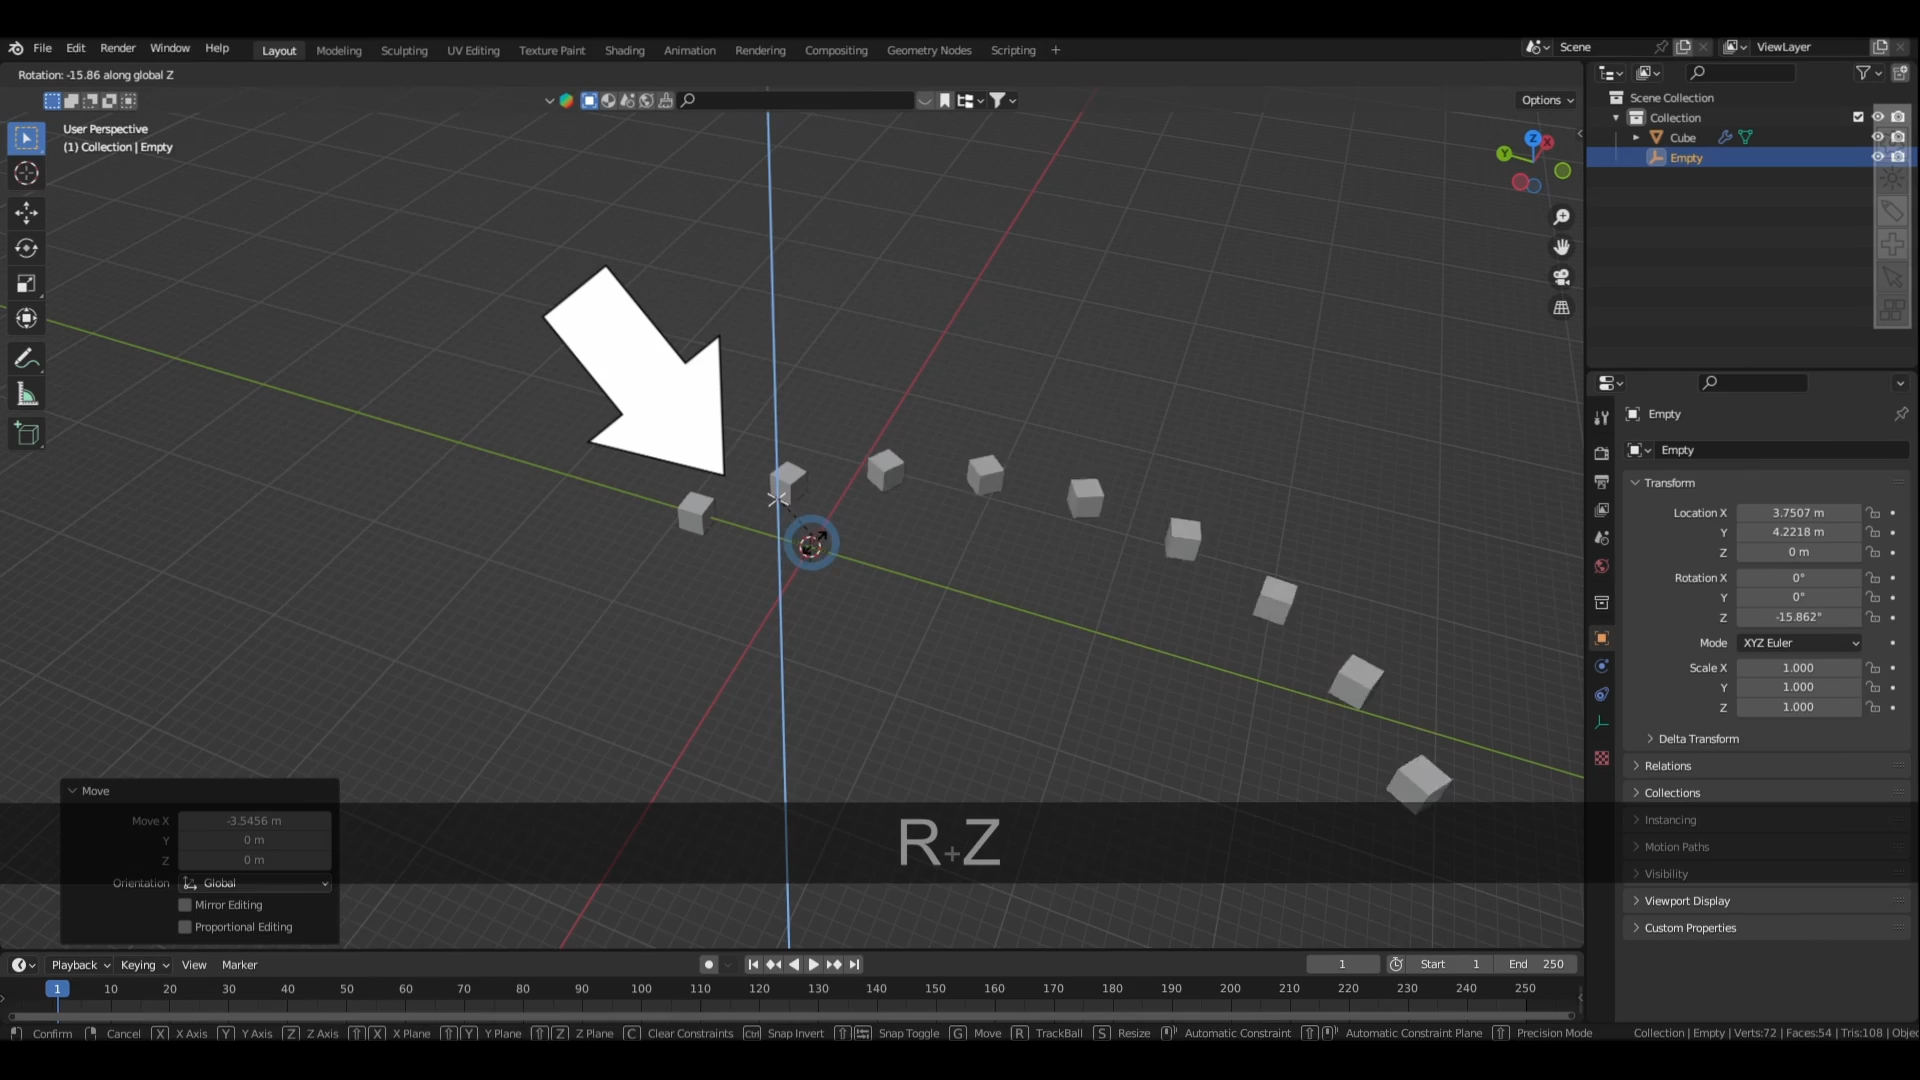 File Edit Render Window Help Layout Modeling Sculpting UV Editing Texture Paint Shading Animation Rendering Compositing Geometry Nodes Scripting + Scene ViewLayer
Rotation: -15.86 along global Z
Options
User Perspective
(1) Collection | Empty
Z
X
Y
Scene Collection
Collection
Cube
Empty
Empty
Empty
Transform
Location X 3.7507 m
Y 4.2218 m
Z 0 m
Rotation X 0°
Y 0°
Z -15.862°
Mode XYZ Euler
Scale X 1.000
Y 1.000
Z 1.000
Delta Transform
Relations
Collections
Instancing
Motion Paths
Visibility
Viewport Display
Custom Properties
Move
Move X -3.5456 m
Y 0 m
Z 0 m
Orientation Global
Mirror Editing
Proportional Editing
R+Z
Playback Keying View Marker 1 Start 1 End 250
1 10 20 30 40 50 60 70 80 90 100 110 120 130 140 150 160 170 180 190 200 210 220 230 240 250
Confirm Cancel X X Axis Y Y Axis Z Z Axis X X Plane Y Y Plane Z Z Plane C Clear Constraints Ctrl Snap Invert Snap Toggle G Move R TrackBall S Resize Automatic Constraint Automatic Constraint Plane Precision Mode Collection | Empty | Verts:72 | Faces:54 | Tris:108 | Objec